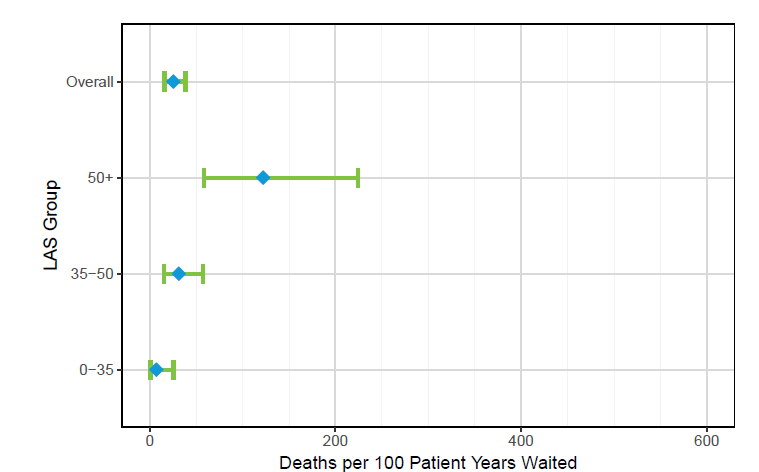 Overall
50+
35−50
0−35
LAS Group
0 200 400 600
Deaths per 100 Patient Years Waited